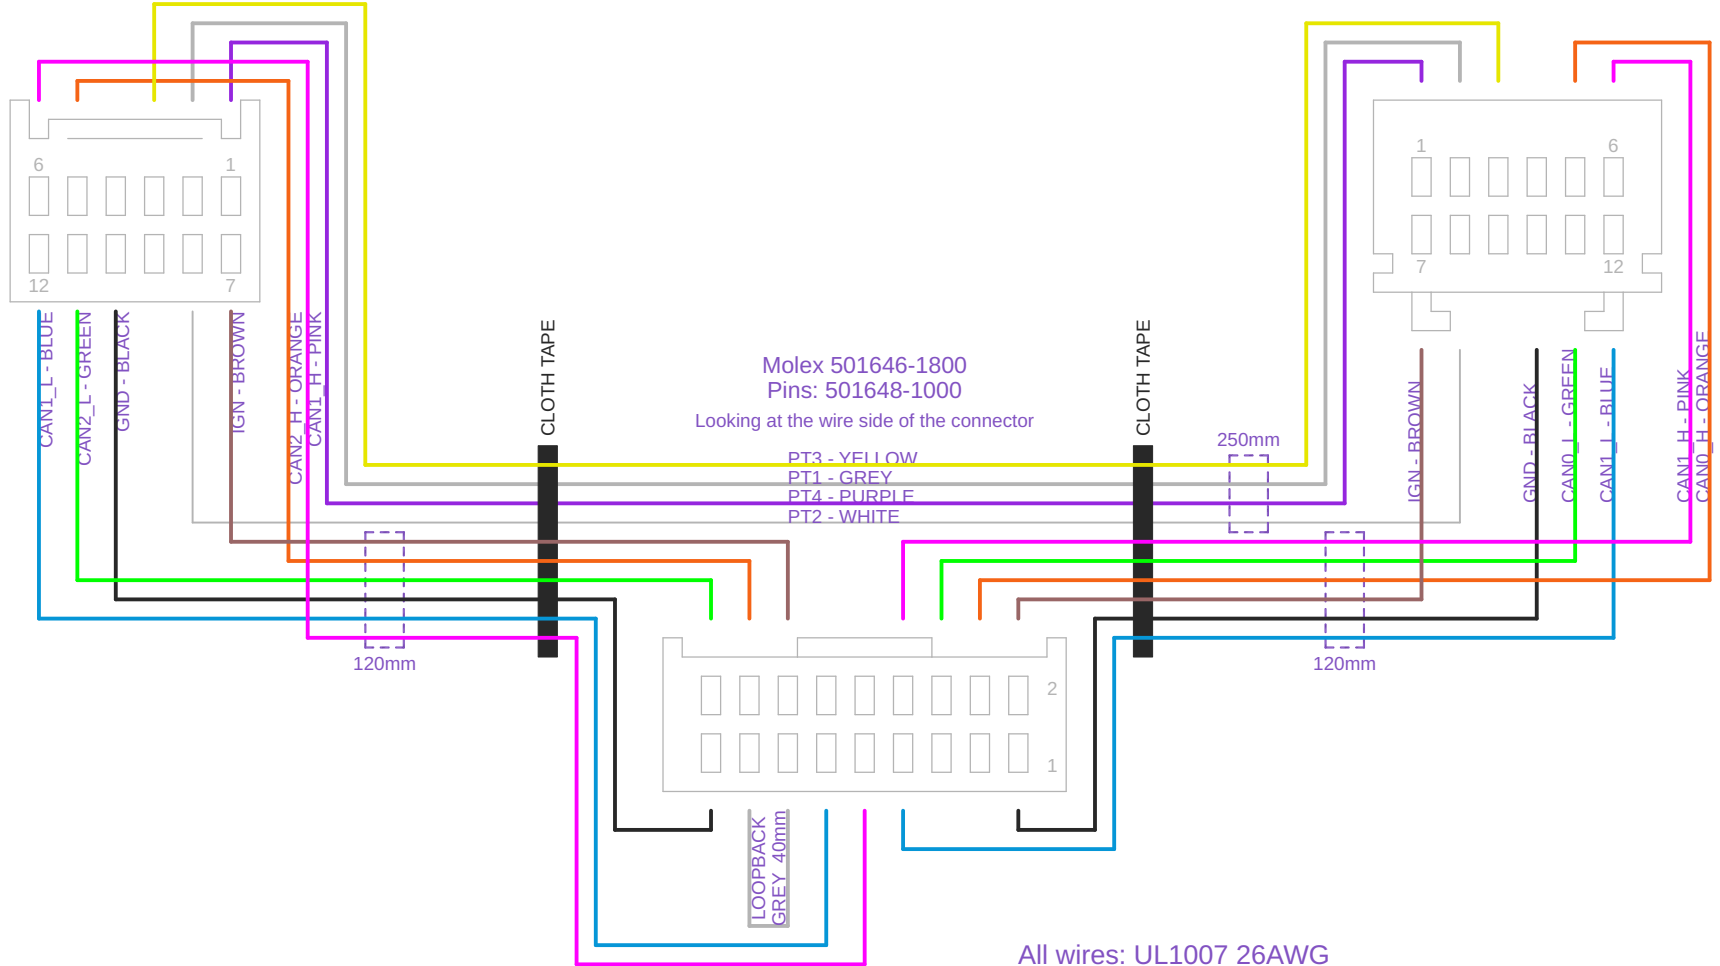 6
1
12
7
1
6
7
12
CAN1_L - BLUE
CAN2_L - GREEN
GND - BLACK
IGN - BROWN
CAN2_H - ORANGE
CAN1_H - PINK
CLOTH TAPE
Molex 501646-1800
Pins: 501648-1000
Looking at the wire side of the connector
PT3 - YELLOW
PT1 - GREY
PT4 - PURPLE
PT2 - WHITE
CLOTH TAPE
250mm
IGN - BROWN
GND - BLACK
CAN0_L - GREEN
CAN1_L - BLUE
CAN1_H - PINK
CAN0_H - ORANGE
120mm
120mm
2
1
LOOPBACK
GREY 40mm
All wires: UL1007 26AWG